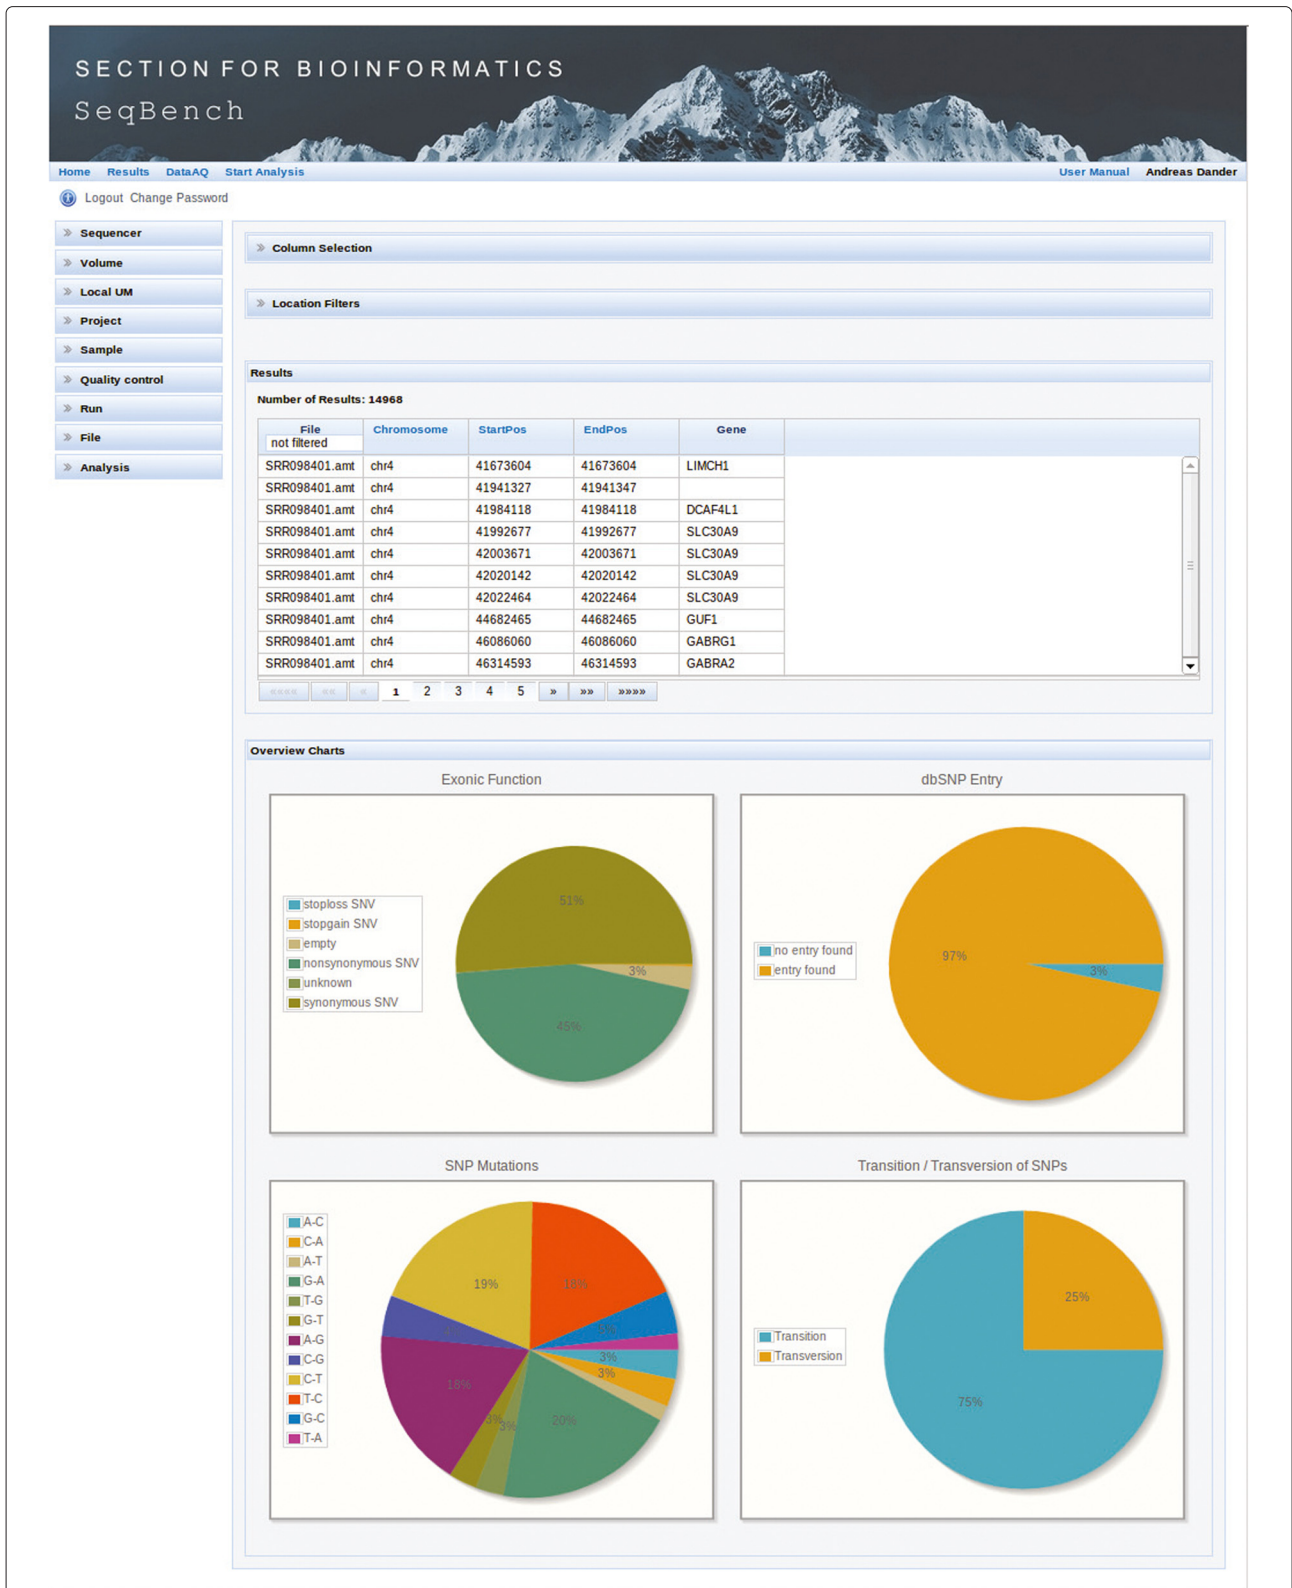 SECTION FOR BIOINFORMATICS
SeqBench
Home Results DataAQ Start Analysis User Manual Andreas Dander
Logout Change Password
» Sequencer
» Volume
» Local UM
» Project
» Sample
» Quality control
» Run
» File
» Analysis
» Column Selection
» Location Filters
Results
Number of Results: 14968
File Chromosome StartPos EndPos Gene
not filtered
SRR098401.amt chr4 41673604 41673604 LIMCH1
SRR098401.amt chr4 41941327 41941347
SRR098401.amt chr4 41984118 41984118 DCAF4L1
SRR098401.amt chr4 41992677 41992677 SLC30A9
SRR098401.amt chr4 42003671 42003671 SLC30A9
SRR098401.amt chr4 42020142 42020142 SLC30A9
SRR098401.amt chr4 42022464 42022464 SLC30A9
SRR098401.amt chr4 44682465 44682465 GUF1
SRR098401.amt chr4 46086060 46086060 GABRG1
SRR098401.amt chr4 46314593 46314593 GABRA2
«««« «« « 1 2 3 4 5 » »» »»»»
Overview Charts
Exonic Function
stoploss SNV
stopgain SNV
empty
nonsynonymous SNV
unknown
synonymous SNV
51%
3%
45%
dbSNP Entry
no entry found
entry found
97%
3%
SNP Mutations
A-C
C-A
A-T
G-A
T-G
G-T
A-G
C-G
C-T
T-C
G-C
T-A
19%
18%
3%
3%
18%
3%
3%
20%
Transition / Transversion of SNPs
Transition
Transversion
25%
75%